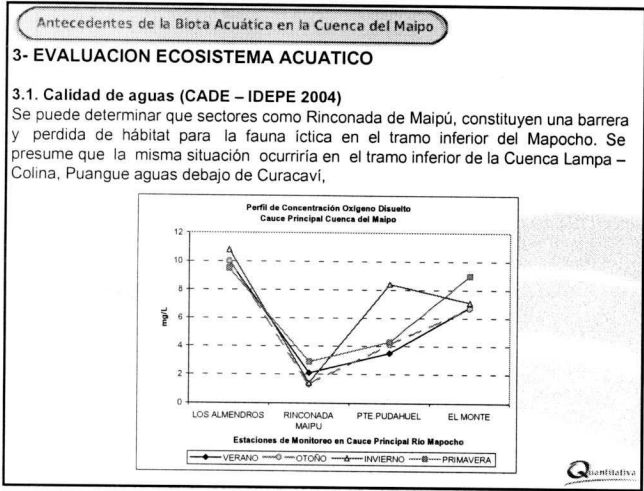 Antecedentes de la Biota Acuática en la Cuenca del Maipo
3- EVALUACION ECOSISTEMA ACUATICO
3.1. Calidad de aguas (CADE – IDEPE 2004)
Se puede determinar que sectores como Rinconada de Maipú, constituyen una barrera
y perdida de hábitat para la fauna íctica en el tramo inferior del Mapocho. Se
presume que la misma situación ocurriría en el tramo inferior de la Cuenca Lampa –
Colina, Puangue aguas debajo de Curacaví,
Perfil de Concentración Oxígeno Disuelto
Cauce Principal Cuenca del Maipo
mg/L
12
10
8
6
4
2
0
LOS ALMENDROS RINCONADA MAIPU PTE.PUDAHUEL EL MONTE
Estaciones de Monitoreo en Cauce Principal Río Mapocho
VERANO OTOÑO INVIERNO PRIMAVERA
Quantitativa